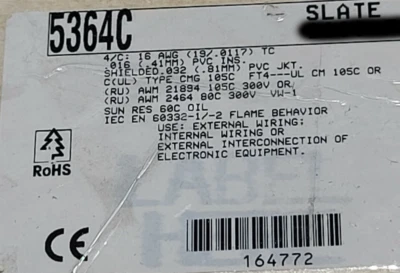 5364C
SLATE
4/C: 16 AWG (19/.0117) TC
.016 (.41MM) PVC INS.
SHIELDED.032 (.81MM) PVC JKT.
C(UL) TYPE CMG 105C FT4---UL CM 105C OR
(RU) AWM 21894 105C 300V OR
(RU) AWM 2464 80C 300V VW-1
SUN RES 60C OIL
IEC EN 60332-1/-2 FLAME BEHAVIOR
USE: EXTERNAL WIRING:
INTERNAL WIRING OR
EXTERNAL INTERCONNECTION OF
ELECTRONIC EQUIPMENT.
RoHS
CE
164772